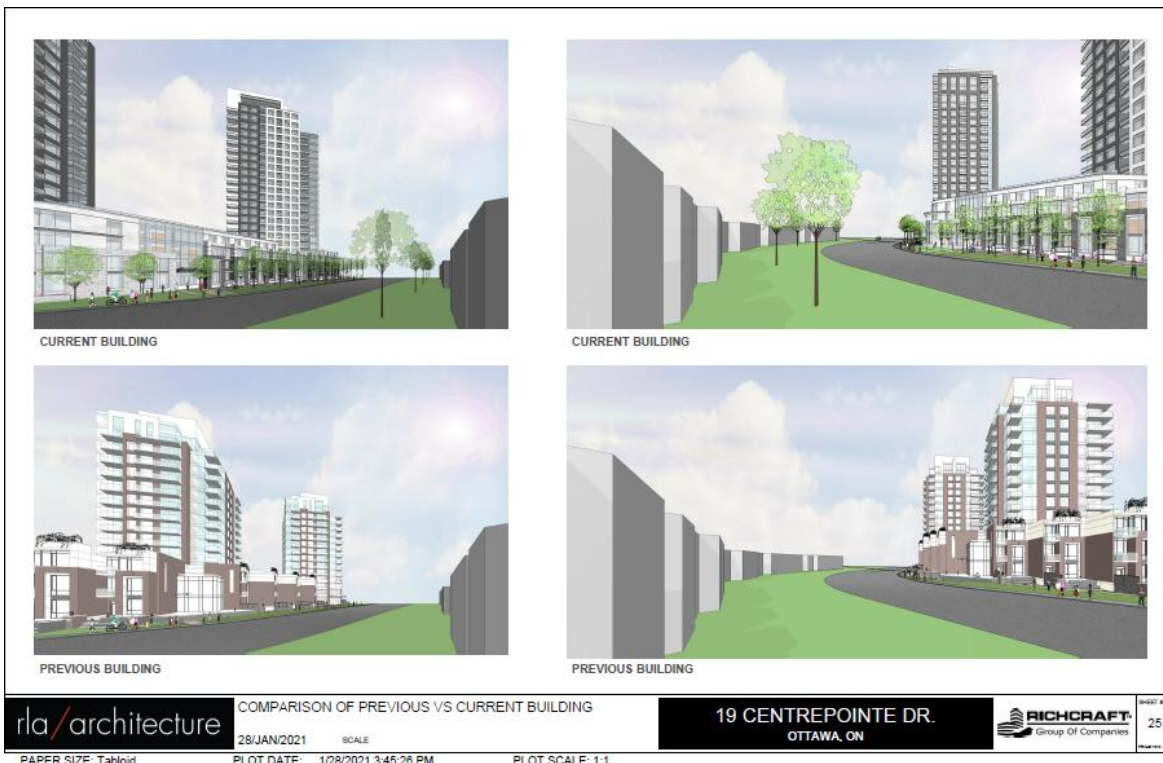 CURRENT BUILDING
CURRENT BUILDING
PREVIOUS BUILDING
PREVIOUS BUILDING
rla/architecture
COMPARISON OF PREVIOUS VS CURRENT BUILDING
28/JAN/2021 SCALE
19 CENTREPOINTE DR.
OTTAWA, ON
RICHCRAFT
Group Of Companies
25
PAPER SIZE: Tabloid PLOT DATE: 1/28/2021 3:45:26 PM PLOT SCALE: 1:1